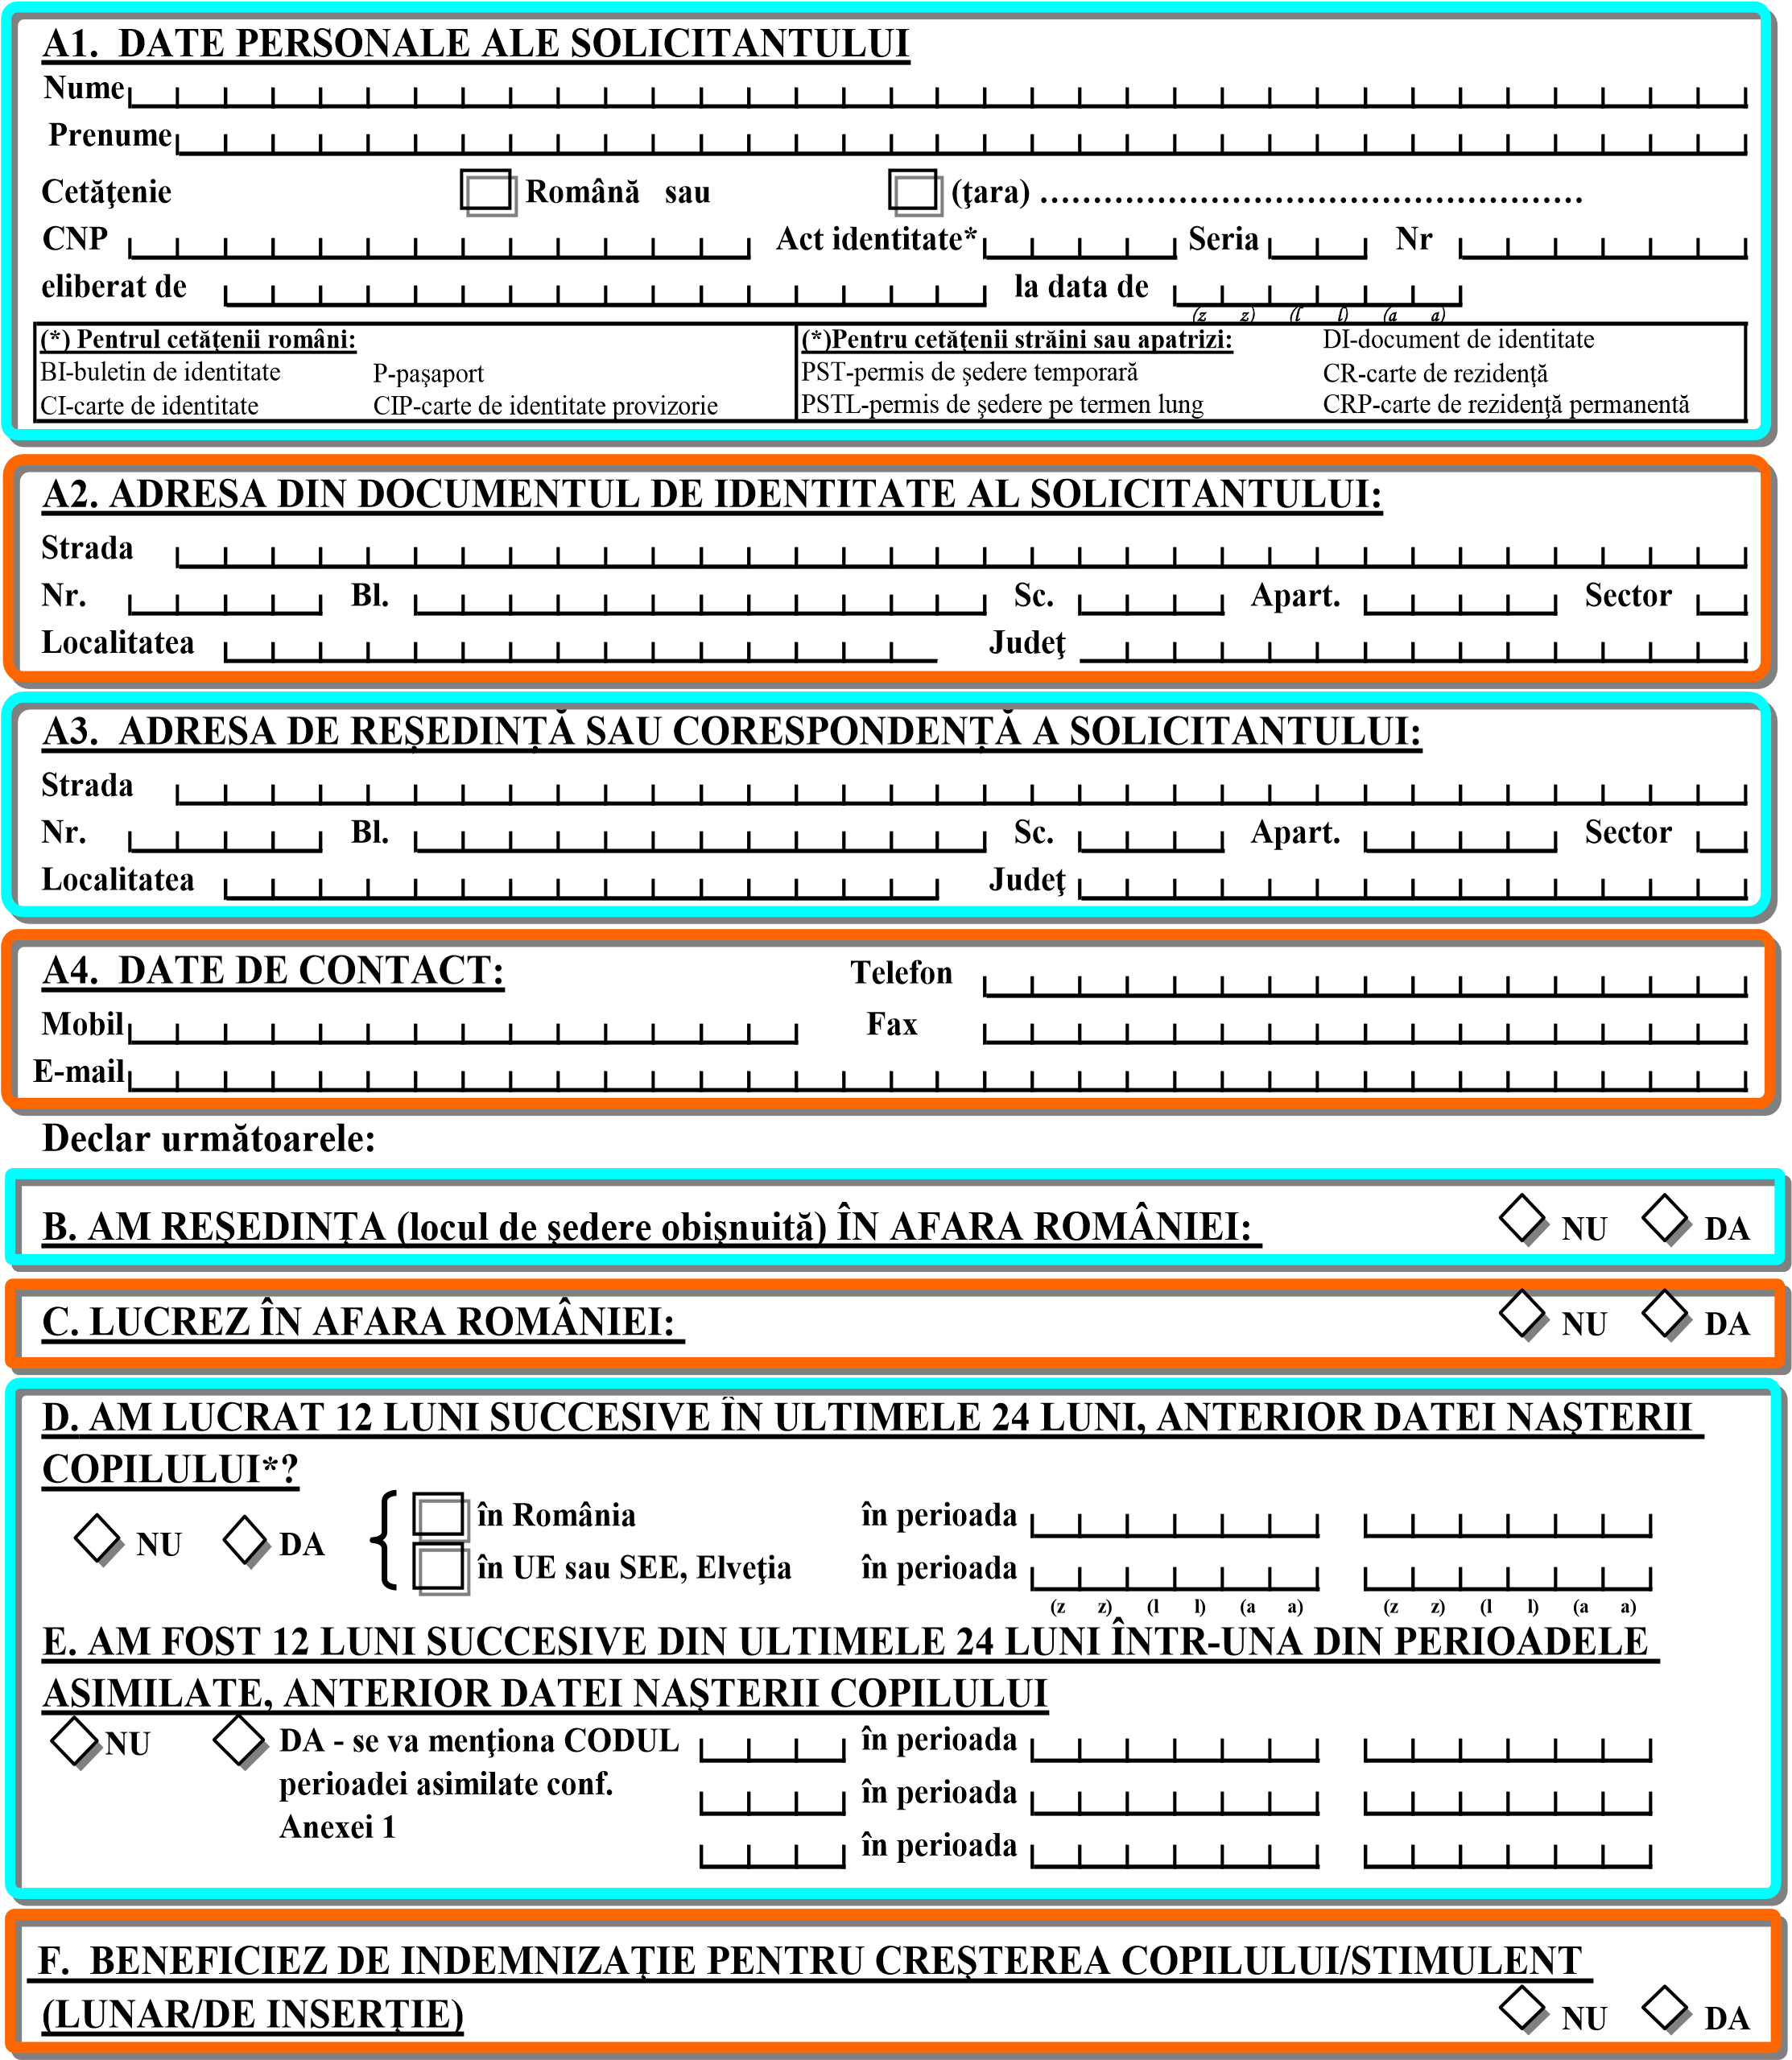 A1. DATE PERSONALE ALE SOLICITANTULUI
Nume
Prenume
Cetăţenie Română sau (ţara) ..................................................
CNP Act identitate* Seria Nr
eliberat de la data de
(z z) (l l) (a a)
(*) Pentrul cetăţenii români: (*)Pentru cetăţenii străini sau apatrizi: DI-document de identitate
BI-buletin de identitate P-paşaport PST-permis de şedere temporară CR-carte de rezidenţă
CI-carte de identitate CIP-carte de identitate provizorie PSTL-permis de şedere pe termen lung CRP-carte de rezidenţă permanentă
A2. ADRESA DIN DOCUMENTUL DE IDENTITATE AL SOLICITANTULUI:
Strada
Nr. Bl. Sc. Apart. Sector
Localitatea Judeţ
A3. ADRESA DE REŞEDINŢĂ SAU CORESPONDENŢĂ A SOLICITANTULUI:
Strada
Nr. Bl. Sc. Apart. Sector
Localitatea Judeţ
A4. DATE DE CONTACT: Telefon
Mobil Fax
E-mail
Declar următoarele:
B. AM REŞEDINŢA (locul de şedere obişnuită) ÎN AFARA ROMÂNIEI: NU DA
C. LUCREZ ÎN AFARA ROMÂNIEI: NU DA
D. AM LUCRAT 12 LUNI SUCCESIVE ÎN ULTIMELE 24 LUNI, ANTERIOR DATEI NAŞTERII
COPILULUI*?
în România în perioada
NU DA
în UE sau SEE, Elveţia în perioada
(z z) (l l) (a a) (z z) (l l) (a a)
E. AM FOST 12 LUNI SUCCESIVE DIN ULTIMELE 24 LUNI ÎNTR-UNA DIN PERIOADELE
ASIMILATE, ANTERIOR DATEI NAŞTERII COPILULUI
NU DA - se va menţiona CODUL în perioada
perioadei asimilate conf. în perioada
Anexei 1 în perioada
F. BENEFICIEZ DE INDEMNIZAŢIE PENTRU CREŞTEREA COPILULUI/STIMULENT
(LUNAR/DE INSERŢIE) NU DA